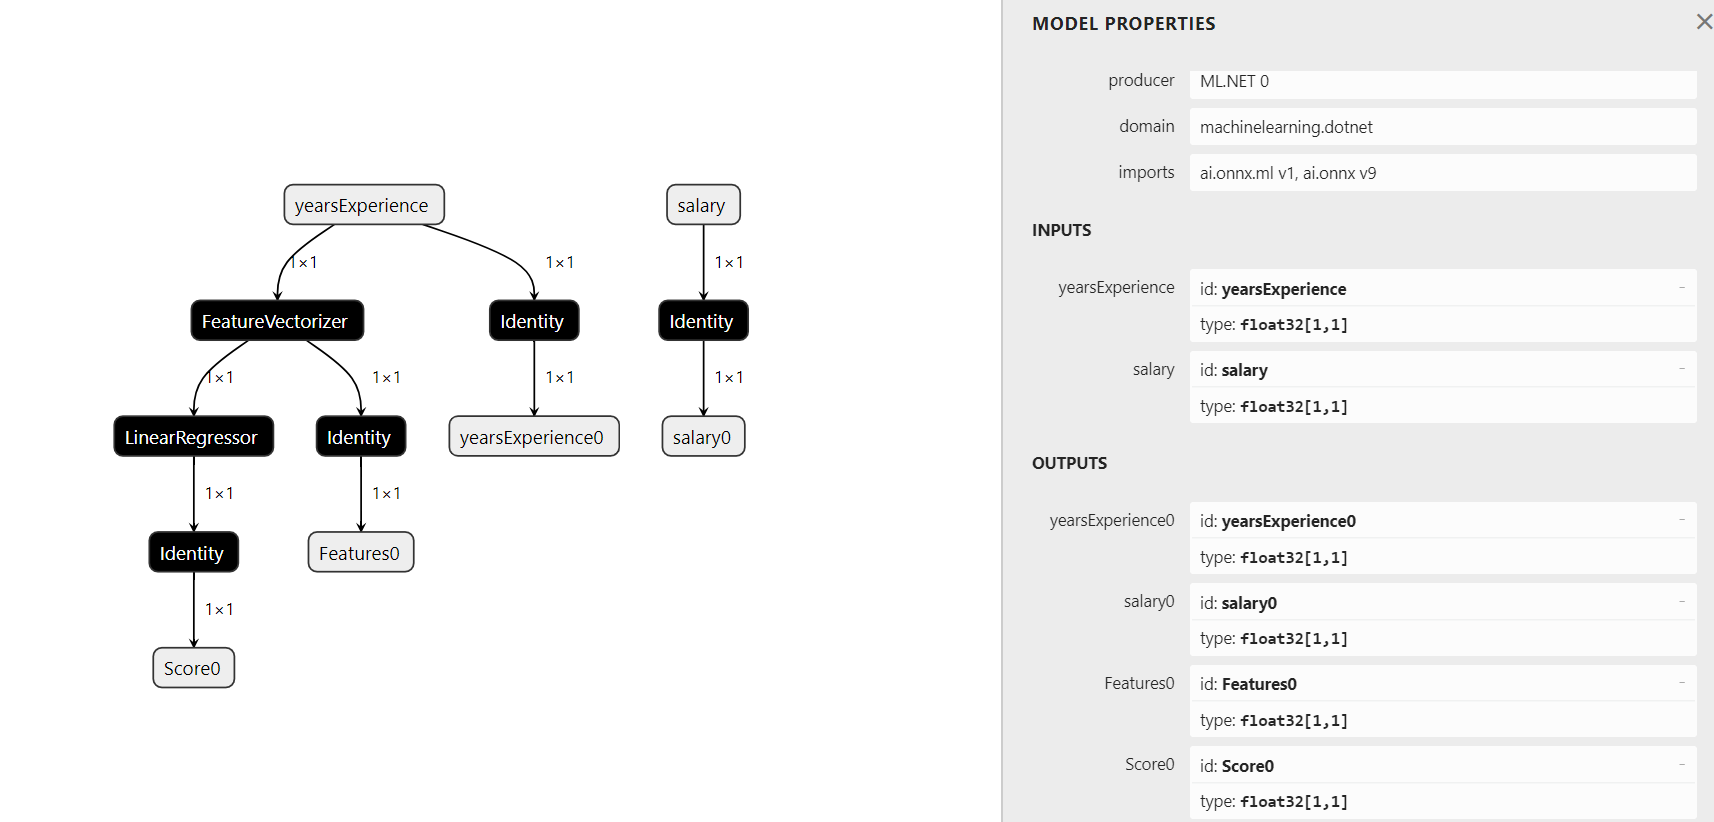 yearsExperience
salary
1×1
1×1
1×1
FeatureVectorizer
Identity
Identity
1×1
1×1
1×1
1×1
LinearRegressor
Identity
yearsExperience0
salary0
1×1
1×1
Identity
Features0
1×1
Score0
MODEL PROPERTIES
producer ML.NET 0
domain machinelearning.dotnet
imports ai.onnx.ml v1, ai.onnx v9
INPUTS
yearsExperience id: yearsExperience -
type: float32[1,1]
salary id: salary -
type: float32[1,1]
OUTPUTS
yearsExperience0 id: yearsExperience0 -
type: float32[1,1]
salary0 id: salary0 -
type: float32[1,1]
Features0 id: Features0 -
type: float32[1,1]
Score0 id: Score0 -
type: float32[1,1]